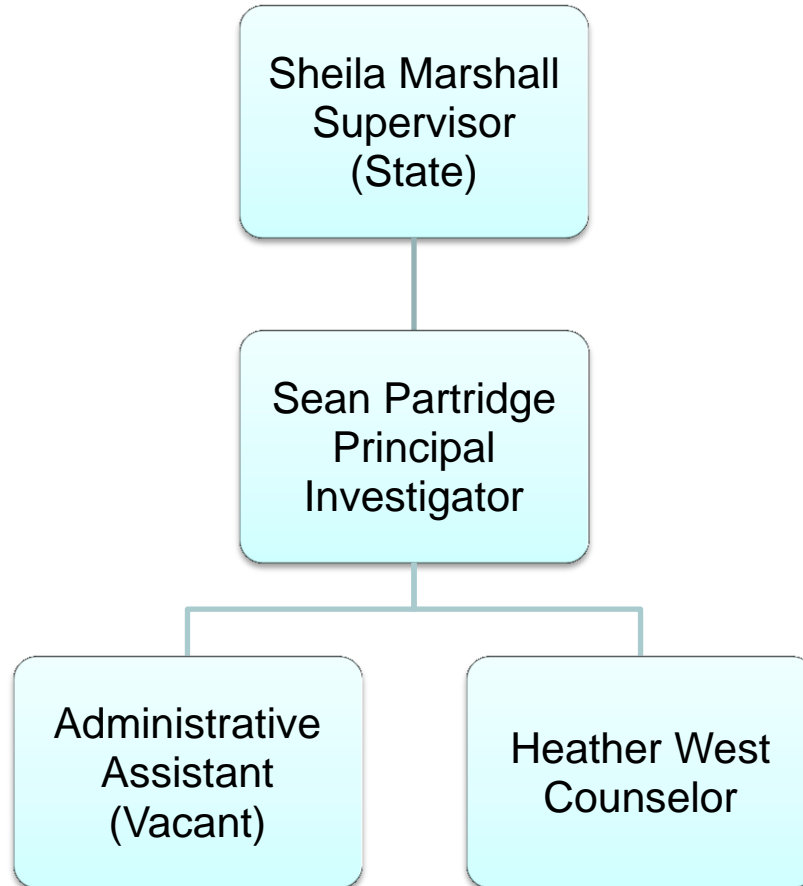 Sheila Marshall
Supervisor
(State)
Sean Partridge
Principal
Investigator
Administrative
Assistant
(Vacant)
Heather West
Counselor